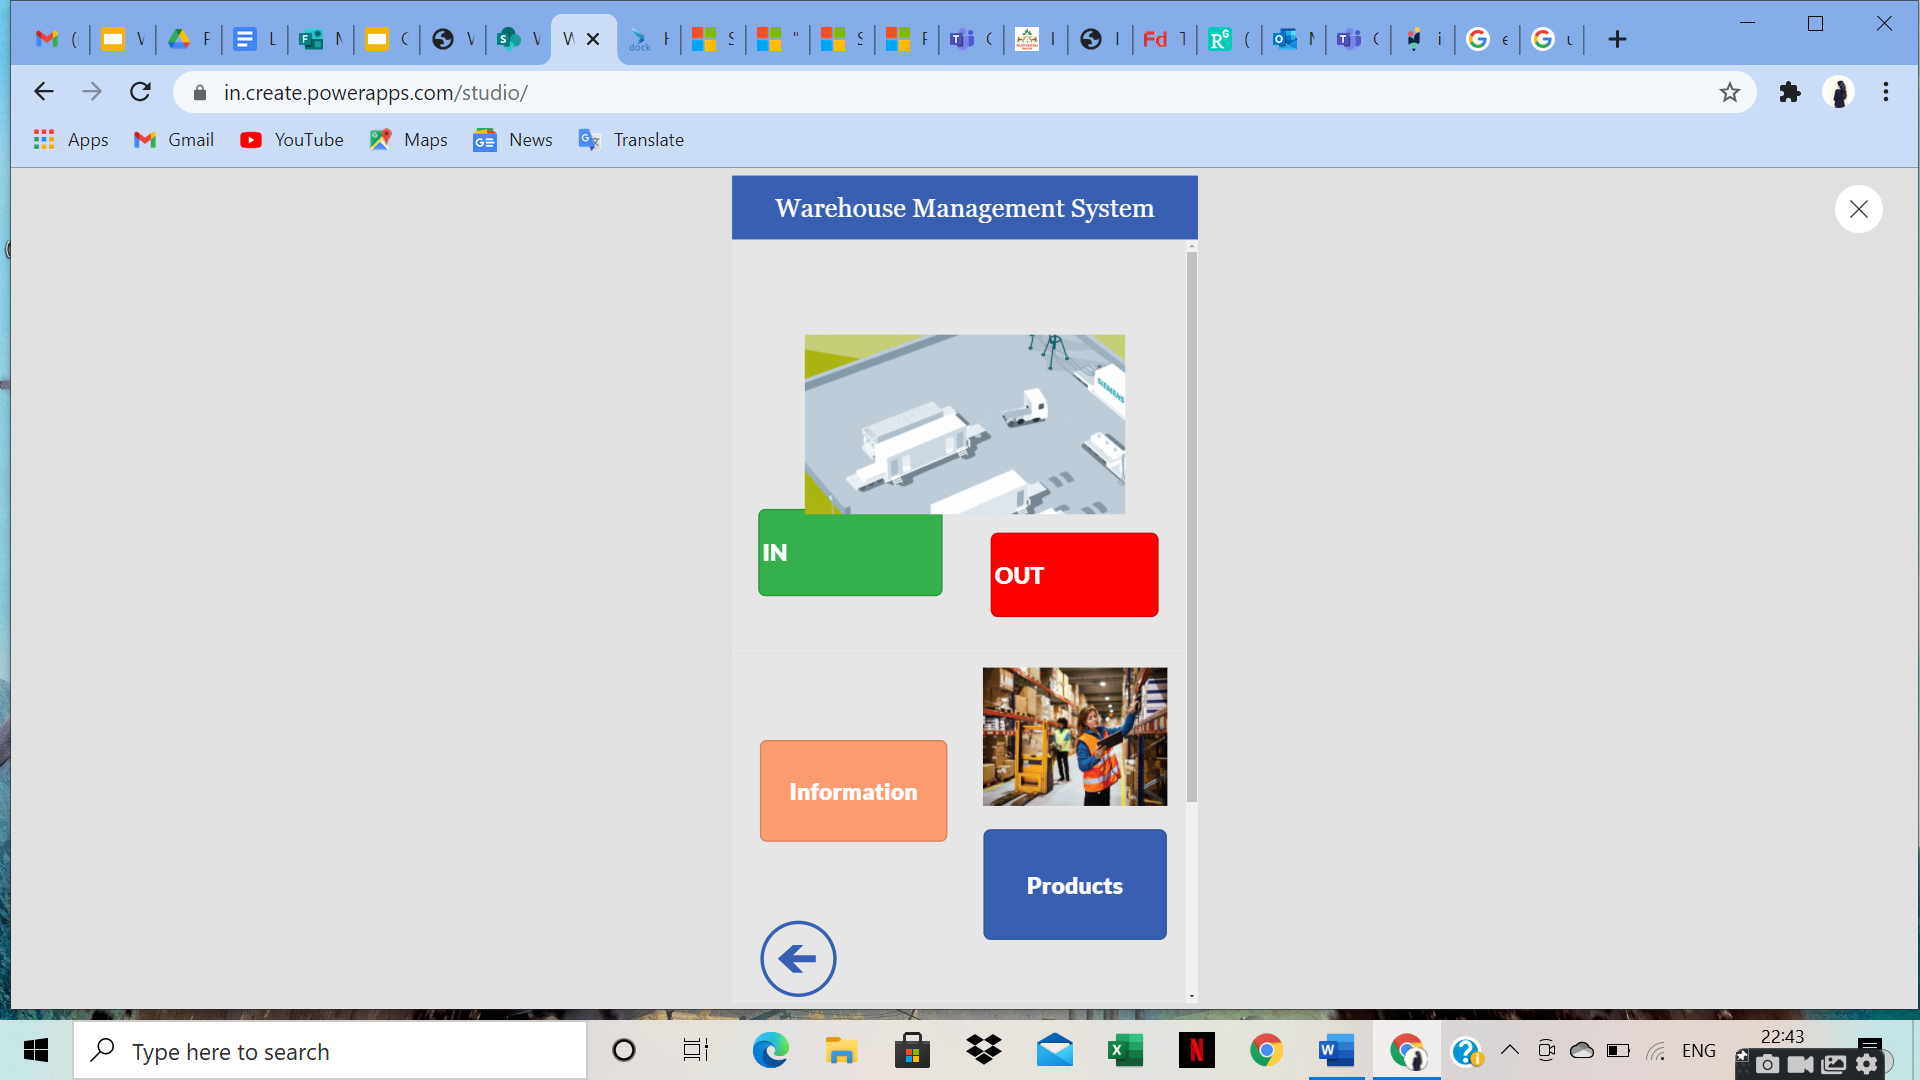 in.create.powerapps.com/studio/
Apps Gmail YouTube Maps News Translate
Warehouse Management System
SIEMENS
IN
OUT
Information
Products
Type here to search
ENG
22:43